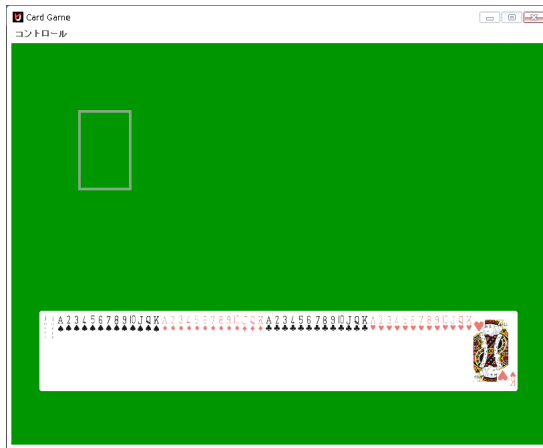 Card Game
コントロール
A 2 3 4 5 6 7 8 9 10 J Q K A 2 3 4 5 6 7 8 9 10 J Q K A 2 3 4 5 6 7 8 9 10 J Q K A 2 3 4 5 6 7 8 9 10 J Q K
K